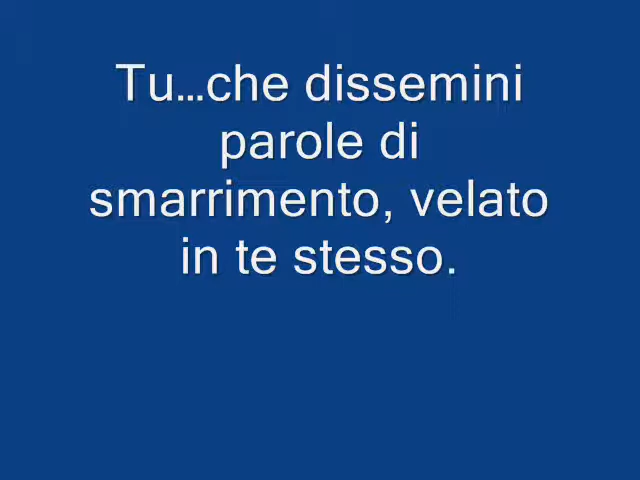 Tu...che dissemini
parole di
smarrimento, velato
in te stesso.